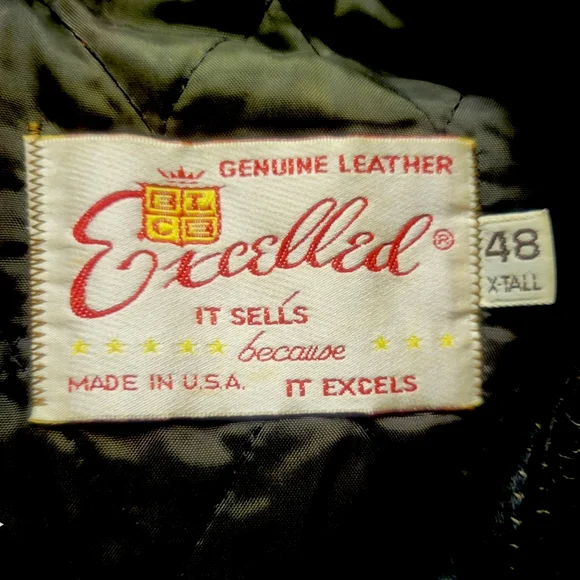 GENUINE LEATHER
Excelled®
IT SELLS
because
MADE IN U.S.A. IT EXCELS
48
X-TALL